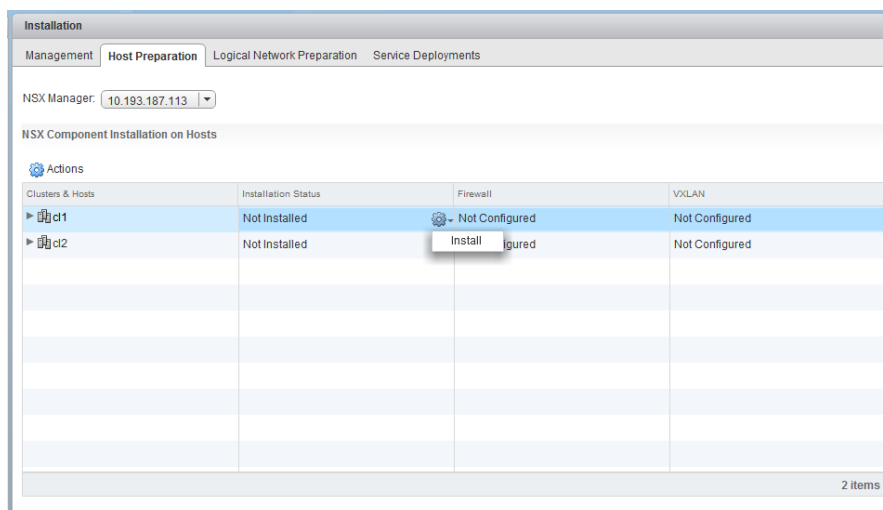 Installation
Management Host Preparation Logical Network Preparation Service Deployments
NSX Manager: 10.193.187.113
NSX Component Installation on Hosts
Actions
Clusters & Hosts Installation Status Firewall VXLAN
cl1 Not Installed Not Configured Not Configured
cl2 Not Installed Install igured Not Configured
2 items